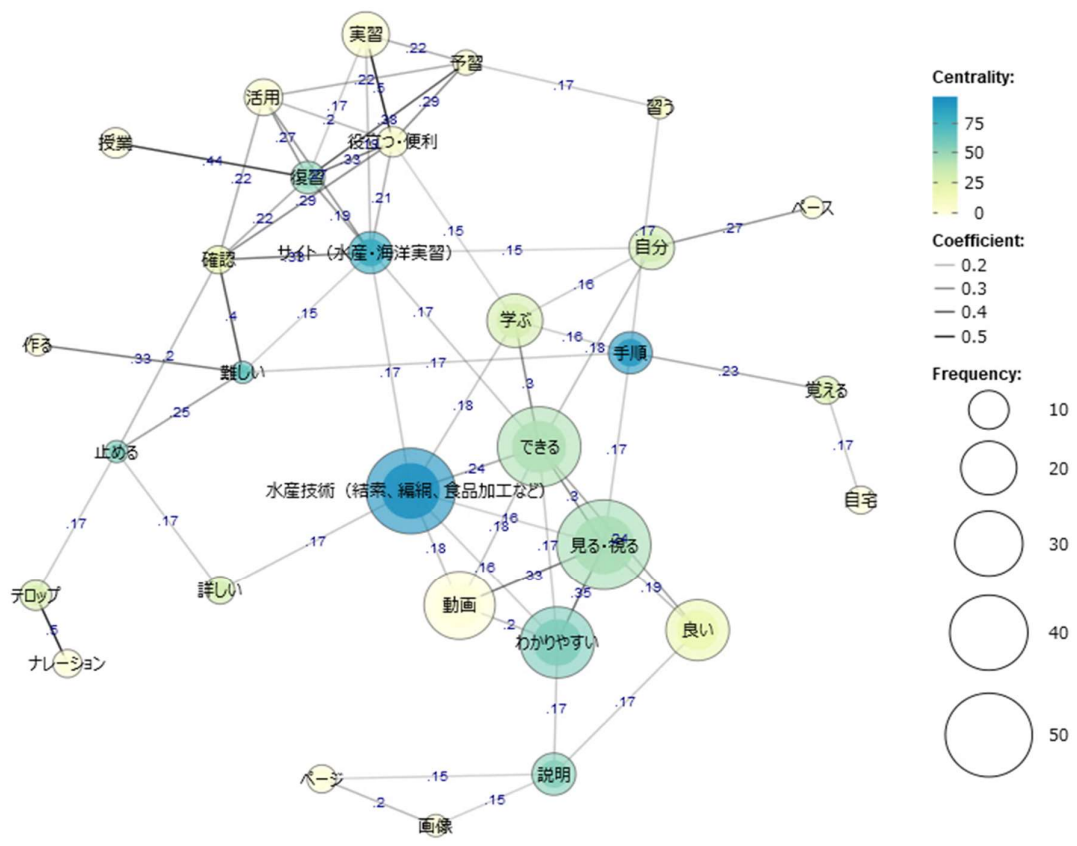 実習
.22
予習
Centrality:
75
50
25
0
.22
.5
活用
.17
.29
.17
習う
.2
.38
授業
.27
役立つ・便利
.44
.33
復習
.22
.29
.21
ペース
.22
.19
.15
.17
.27
Coefficient:
0.2
0.3
0.4
0.5
確認
サイト（水産・海洋実習）
.15
自分
.16
.4
.15
.17
学ぶ
.16
.18
手順
作る
.33
.2
難しい
.17
.17
.3
.23
覚える
Frequency:
10
20
30
40
50
.25
.18
.17
.17
止める
できる
自宅
.24
.3
水産技術（結索、編網、食品加工など）
.17
.17
.16
.18
.17
.24
見る・視る
.17
.18
.16
.33
.35
.19
テロップ
詳しい
動画
.2
わかりやすい
良い
.5
ナレーション
.17
.17
ページ
.15
説明
.2
.15
画像